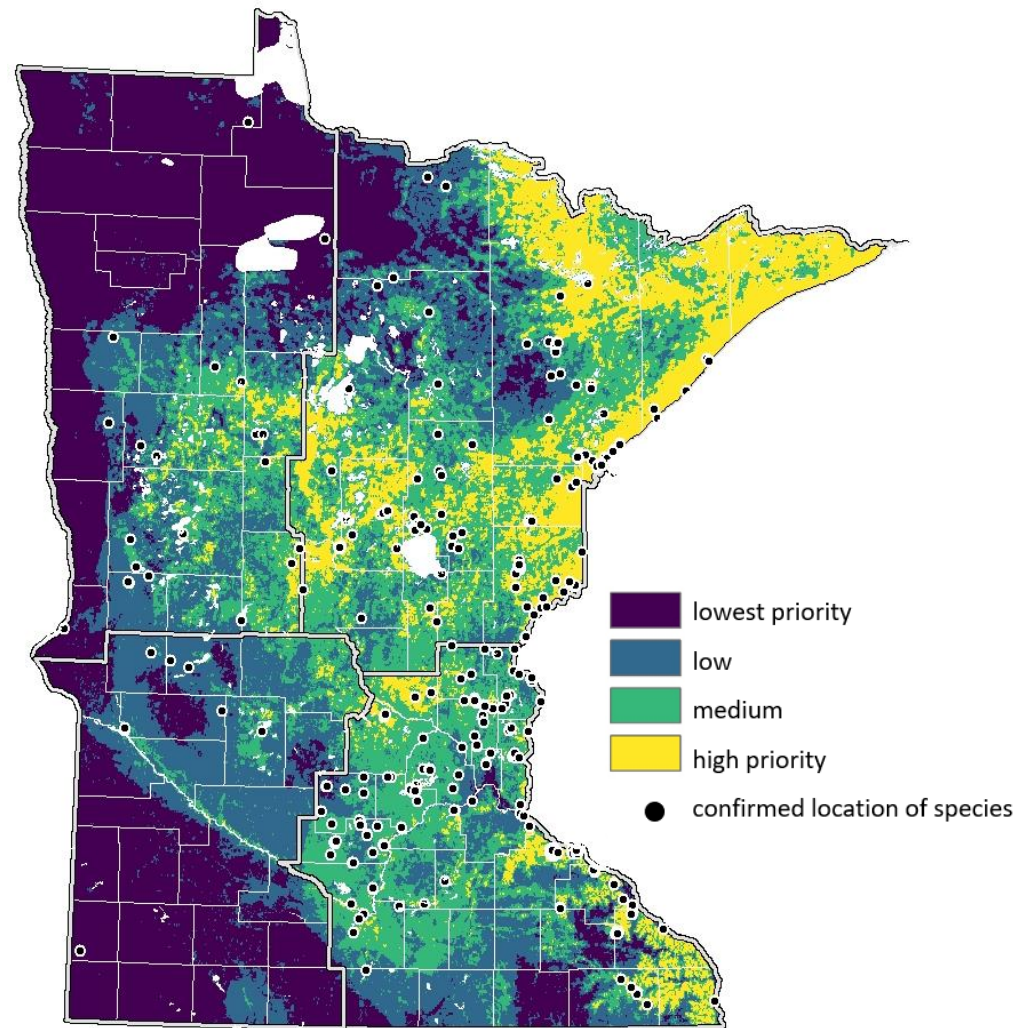 lowest priority
low
medium
high priority
confirmed location of species